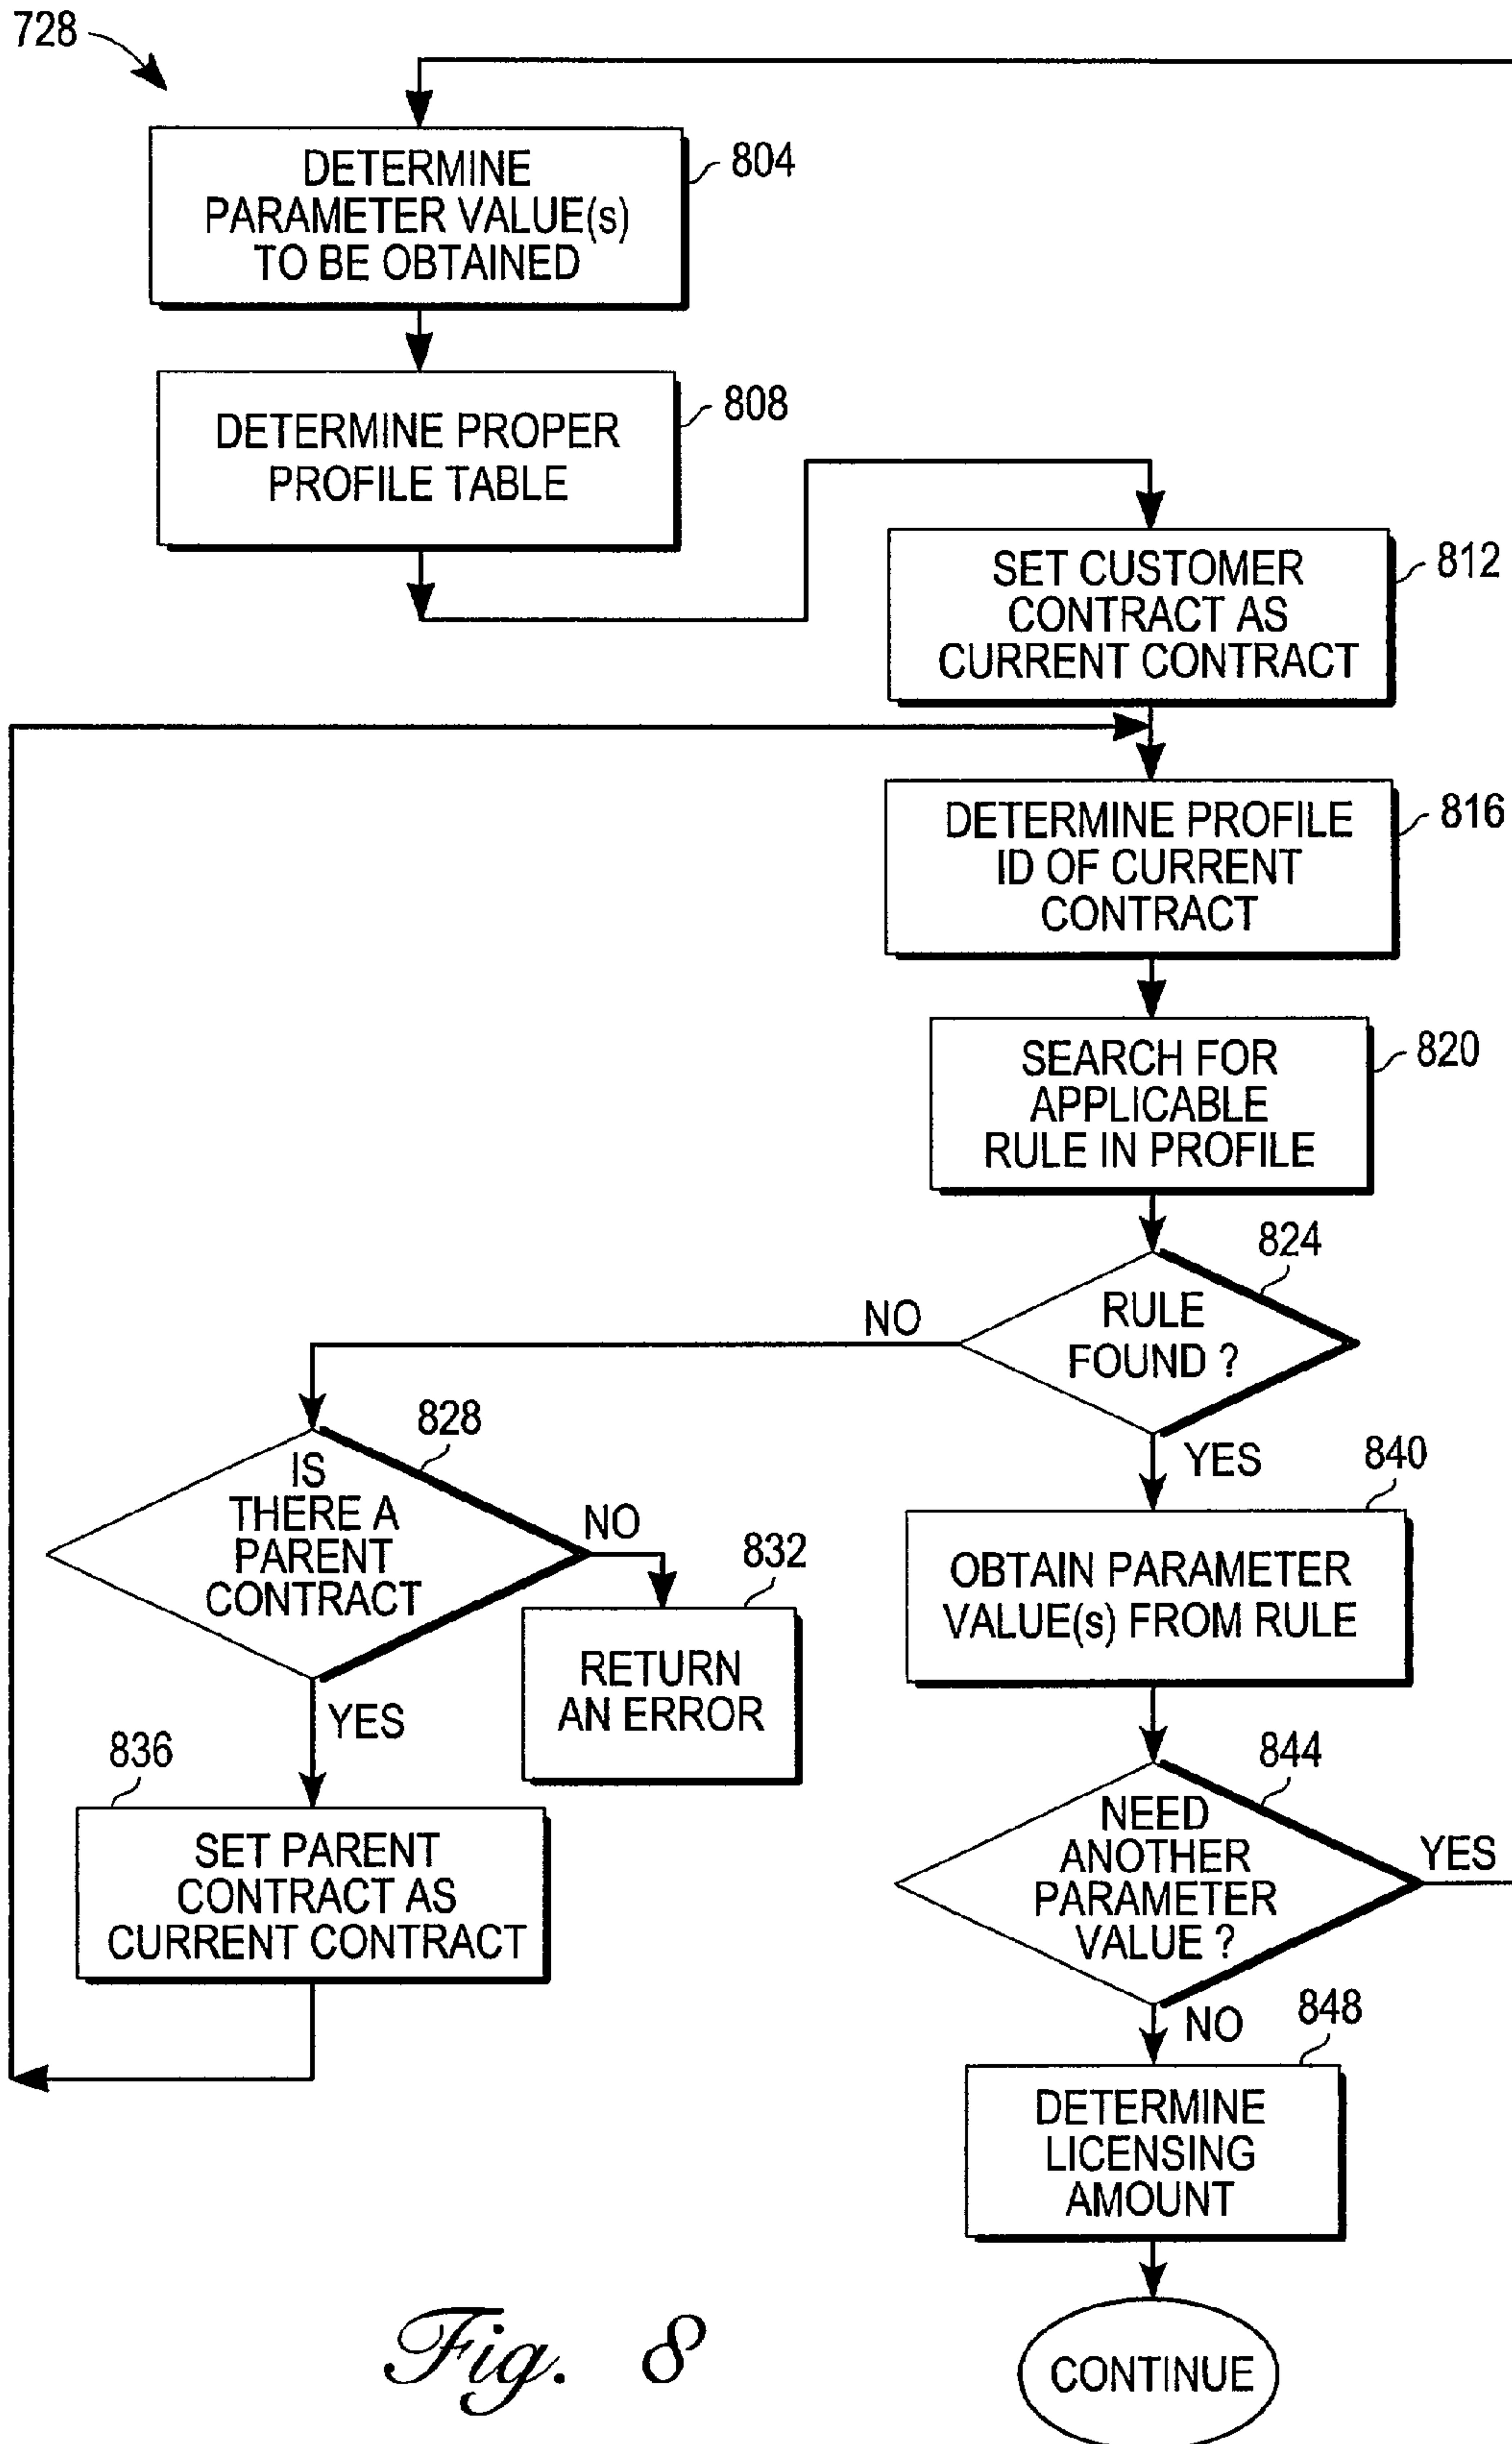 728
DETERMINE
PARAMETER VALUE(s)
TO BE OBTAINED
804
DETERMINE PROPER
PROFILE TABLE
808
SET CUSTOMER
CONTRACT AS
CURRENT CONTRACT
812
DETERMINE PROFILE
ID OF CURRENT
CONTRACT
816
SEARCH FOR
APPLICABLE
RULE IN PROFILE
820
RULE
FOUND ?
824
NO
YES
IS
THERE A
PARENT
CONTRACT
828
NO
YES
RETURN
AN ERROR
832
SET PARENT
CONTRACT AS
CURRENT CONTRACT
836
OBTAIN PARAMETER
VALUE(s) FROM RULE
840
NEED
ANOTHER
PARAMETER
VALUE ?
844
YES
NO
DETERMINE
LICENSING
AMOUNT
848
CONTINUE
Fig. 8